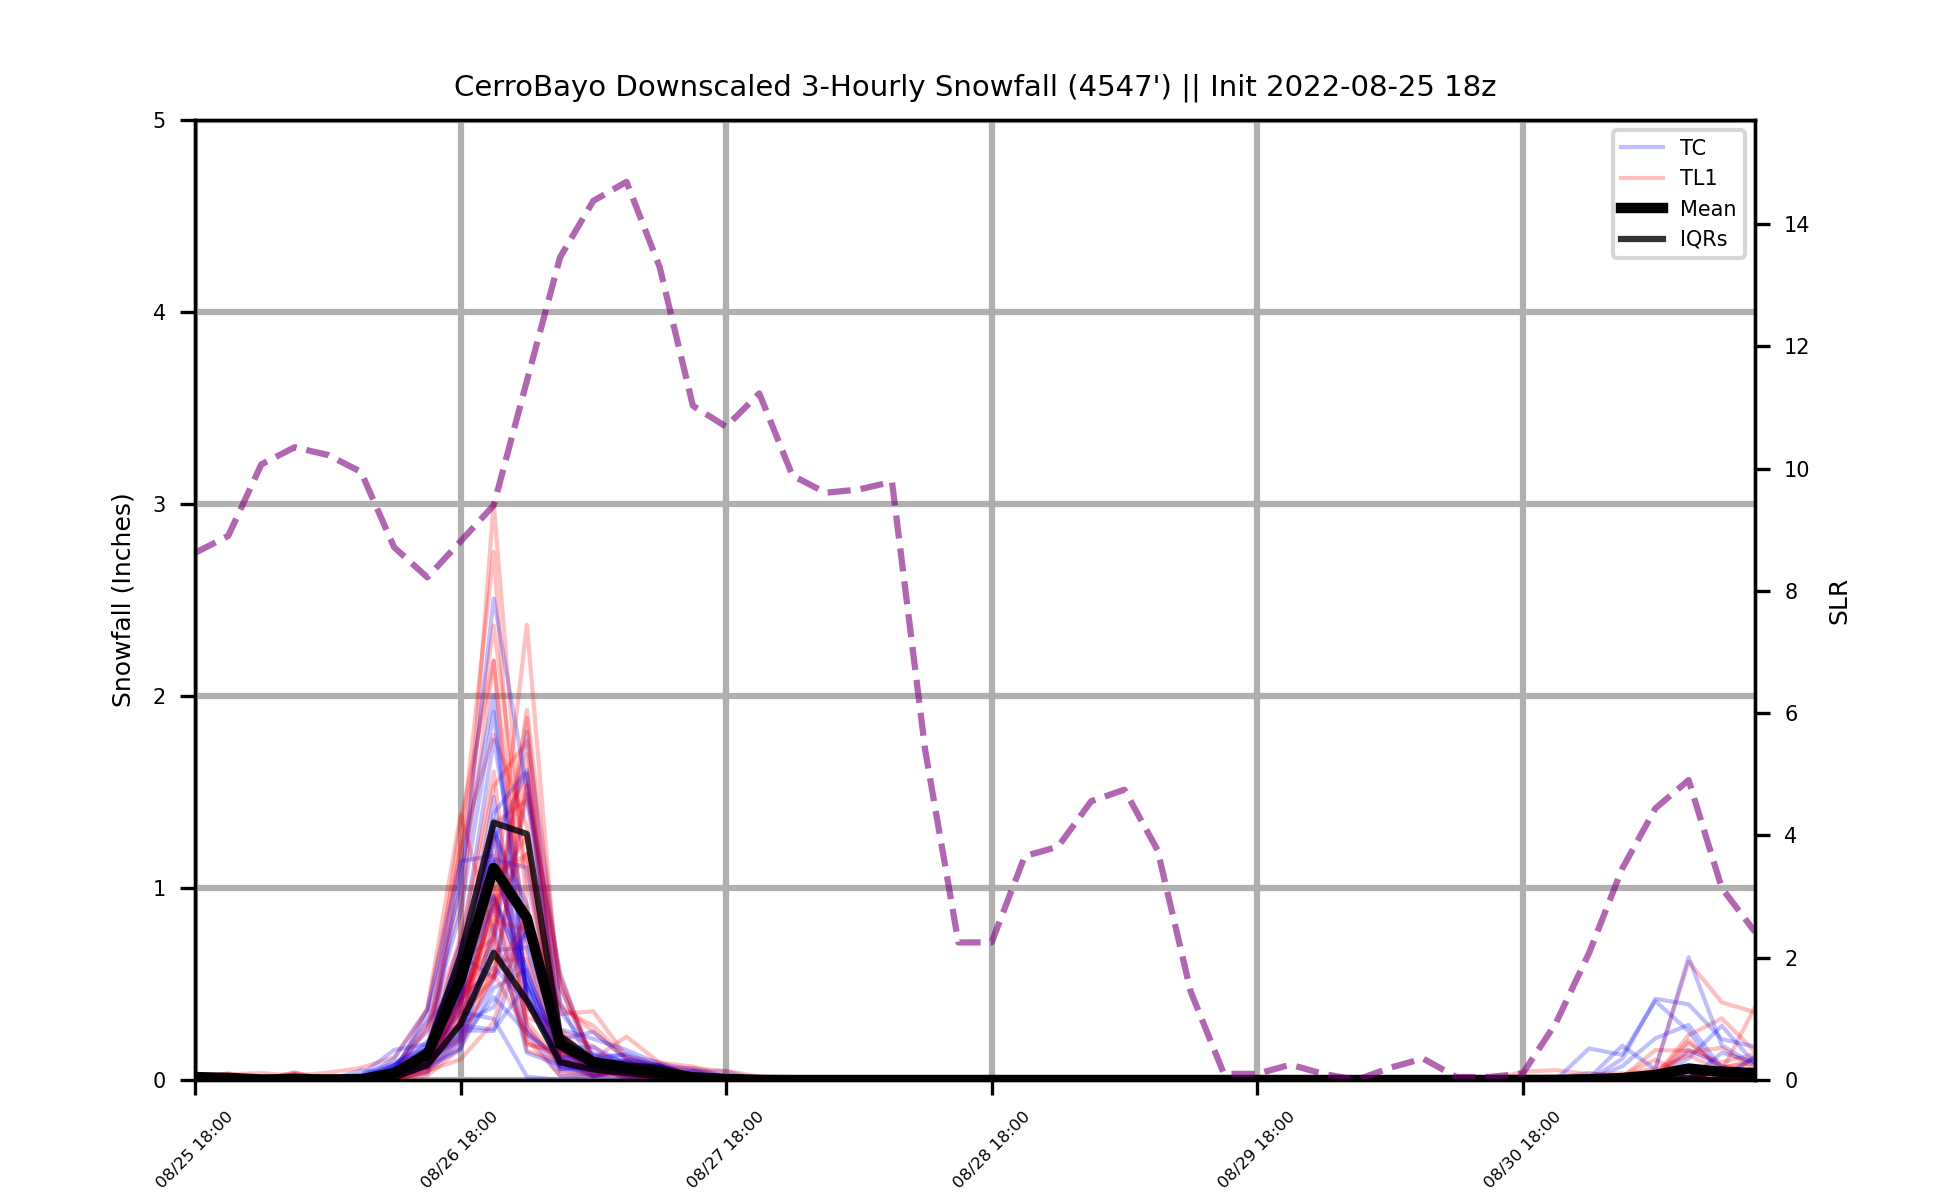 CerroBayo Downscaled 3-Hourly Snowfall (4547') || Init 2022-08-25 18z
TC
TL1
Mean
IQRs
Snowfall (Inches)
5
4
3
2
1
0
SLR
14
12
10
8
6
4
2
0
08/25 18:00
08/26 18:00
08/27 18:00
08/28 18:00
08/29 18:00
08/30 18:00